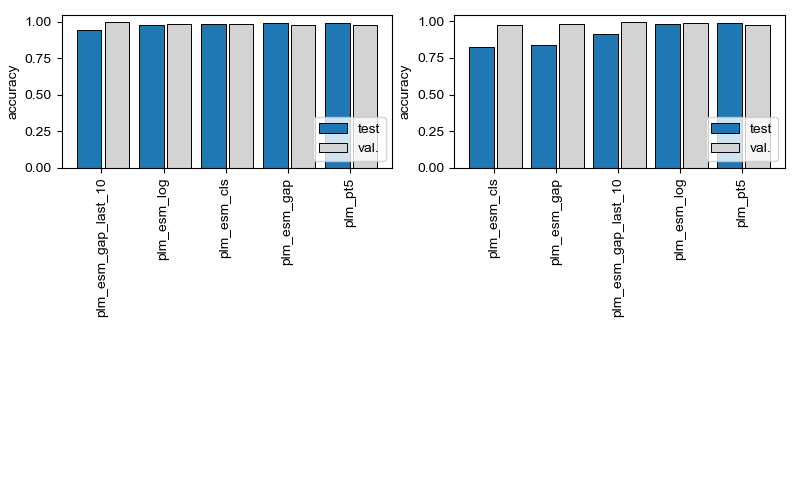 1.00
0.75
0.50
0.25
0.00
accuracy
test
val.
plm_esm_gap_last_10
plm_esm_log
plm_esm_cls
plm_esm_gap
plm_pt5
1.00
0.75
0.50
0.25
0.00
accuracy
test
val.
plm_esm_cls
plm_esm_gap
plm_esm_gap_last_10
plm_esm_log
plm_pt5